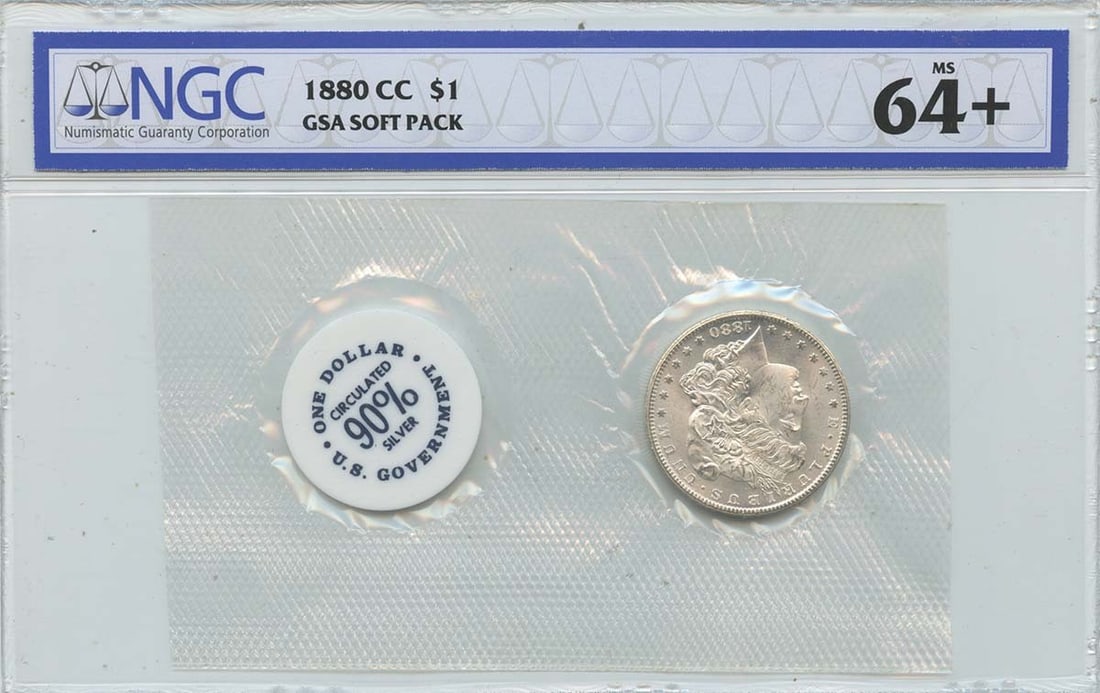 NGC
Numismatic Guaranty Corporation
1880 CC $1
GSA SOFT PACK
MS
64+
ONE DOLLAR •
CIRCULATED
90%
SILVER
• U.S. GOVERNMENT
1880
E · PLURIBUS · UNUM